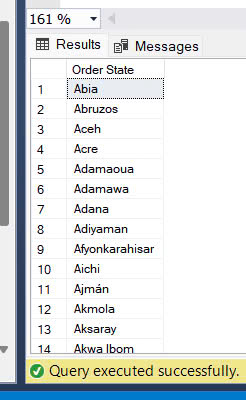 161 %
Results Messages
Order State
1 Abia
2 Abruzos
3 Aceh
4 Acre
5 Adamaoua
6 Adamawa
7 Adana
8 Adiyaman
9 Afyonkarahisar
10 Aichi
11 Ajmán
12 Akmola
13 Aksaray
14 Akwa Ibom
Query executed successfully.